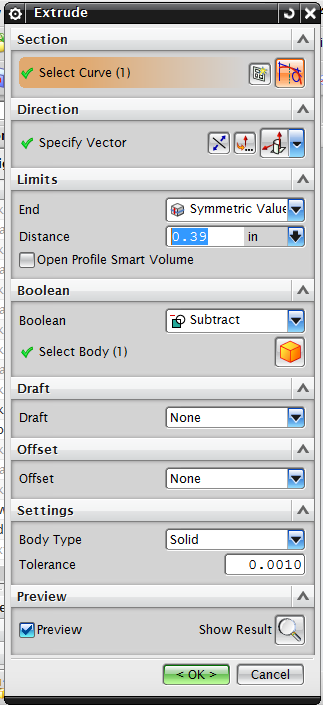 Extrude
Section
Select Curve (1)
Direction
Specify Vector
Limits
End Symmetric Value
Distance 0.39 in
Open Profile Smart Volume
Boolean
Boolean Subtract
Select Body (1)
Draft
Draft None
Offset
Offset None
Settings
Body Type Solid
Tolerance 0.0010
Preview
Preview Show Result
< OK > Cancel